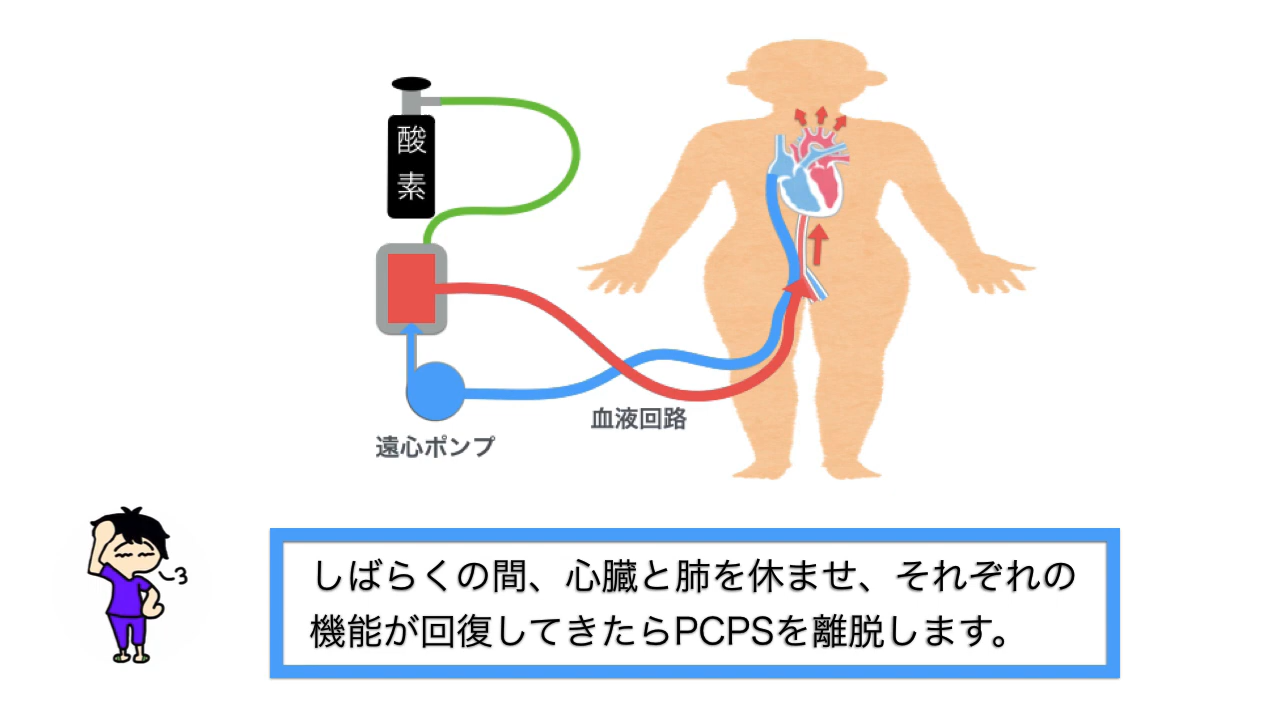 酸
素
血液回路
遠心ポンプ
しばらくの間、心臓と肺を休ませ、それぞれの
機能が回復してきたらPCPSを離脱します。